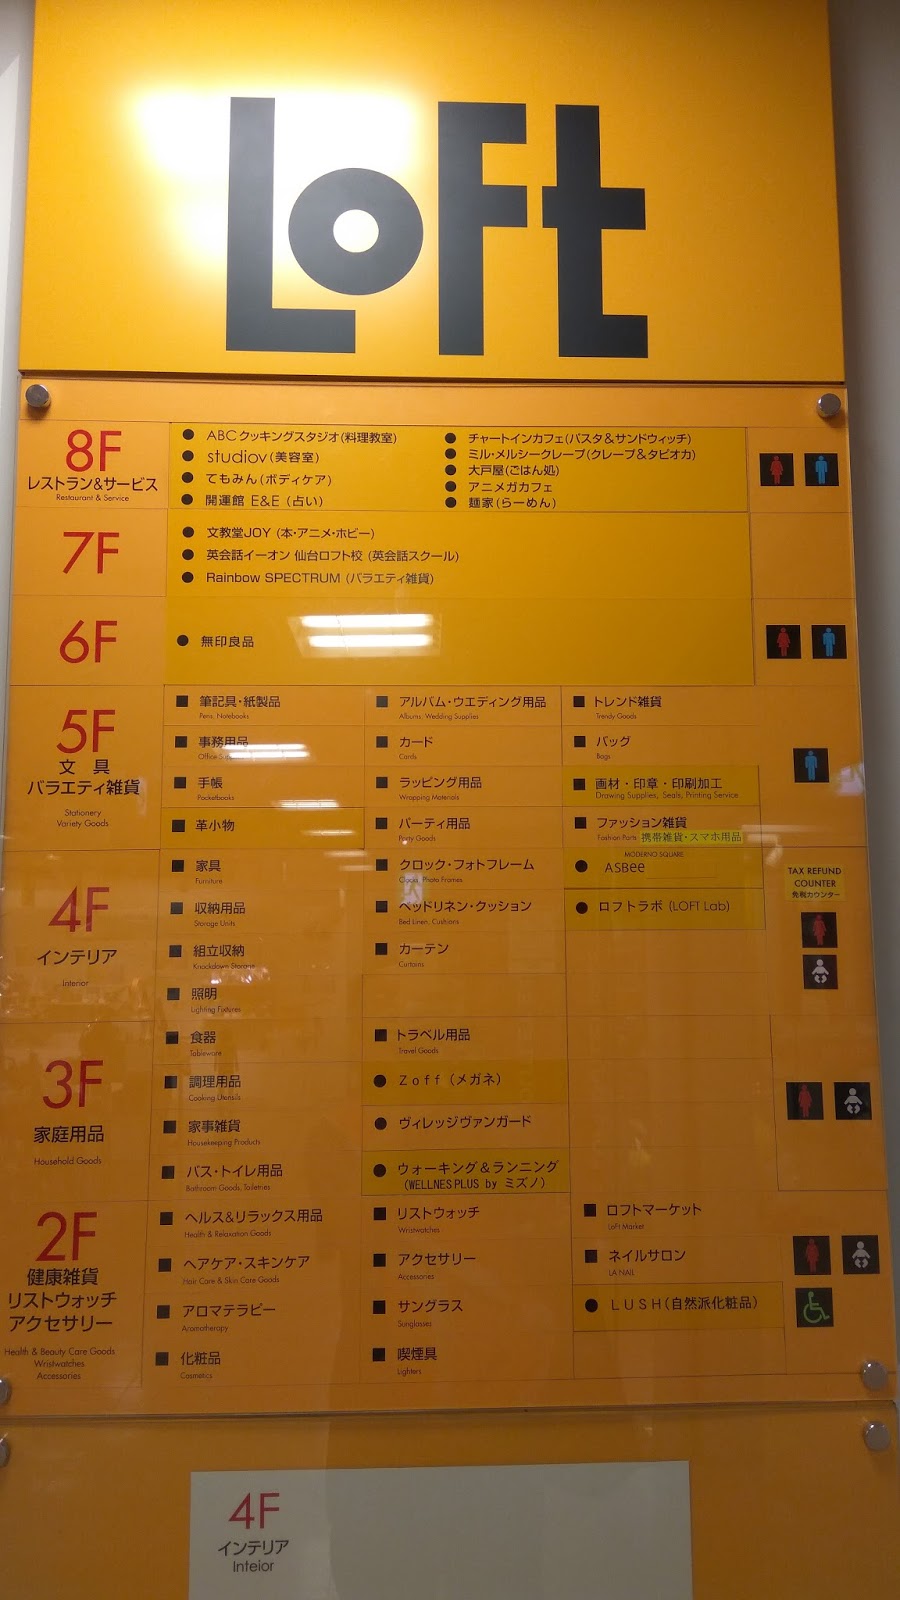 LoFt
8F
レストラン&サービス
Restaurant & Service
● ABCクッキングスタジオ(料理教室)
● studiov(美容室)
● てもみん(ボディケア)
● 開運館 E&E (占い)
● チャートインカフェ(パスタ&サンドウィッチ)
● ミル・メルシークレープ(クレープ&タピオカ)
● 大戸屋(ごはん処)
● アニメガカフェ
● 麺家(らーめん)
7F
● 文教堂JOY (本・アニメ・ホビー)
● 英会話イーオン 仙台ロフト校 (英会話スクール)
● Rainbow SPECTRUM (バラエティ雑貨)
6F
● 無印良品
5F
文 具
バラエティ雑貨
Stationery
Variety Goods
■ 筆記具・紙製品
Pens, Notebooks
■ 事務用品
Office
■ 手帳
Pocketbooks
■ 革小物
■ アルバム・ウエディング用品
Albums, Wedding Supplies
■ カード
Cards
■ ラッピング用品
Wrapping Materials
■ パーティ用品
Party Goods
■ トレンド雑貨
Trendy Goods
■ バッグ
Bags
■ 画材・印章・印刷加工
Drawing Supplies, Seals, Printing Service
■ ファッション雑貨
Fashion Parts 携帯雑貨・スマホ用品
4F
インテリア
Interior
■ 家具
Furniture
■ 収納用品
Storage Units
■ 組立収納
Knockdown Storage
■ 照明
Lighting Fixtures
■ クロック・フォトフレーム
Clocks, Photo Frames
■ ベッドリネン・クッション
Bed Linen, Cushions
■ カーテン
Curtains
MODERNO SQUARE
● ASBee
● ロフトラボ (LOFT Lab)
TAX REFUND
COUNTER
免税カウンター
3F
家庭用品
Household Goods
■ 食器
Tableware
■ 調理用品
Cooking Utensils
■ 家事雑貨
Housekeeping Products
■ バス・トイレ用品
Bathroom Goods, Toiletries
■ トラベル用品
Travel Goods
● Zoff (メガネ)
● ヴィレッジヴァンガード
● ウォーキング&ランニング
(WELLNES PLUS by ミズノ)
2F
健康雑貨
リストウォッチ
アクセサリー
Health & Beauty Care Goods
Wristwatches
Accessories
■ ヘルス&リラックス用品
Health & Relaxation Goods
■ ヘアケア・スキンケア
Hair Care & Skin Care Goods
■ アロマテラピー
Aromatherapy
■ 化粧品
Cosmetics
■ リストウォッチ
Wristwatches
■ アクセサリー
Accessories
■ サングラス
Sunglasses
■ 喫煙具
Lighters
■ ロフトマーケット
LoFt Market
■ ネイルサロン
LA NAIL
● LUSH(自然派化粧品)
4F
インテリア
Inteior